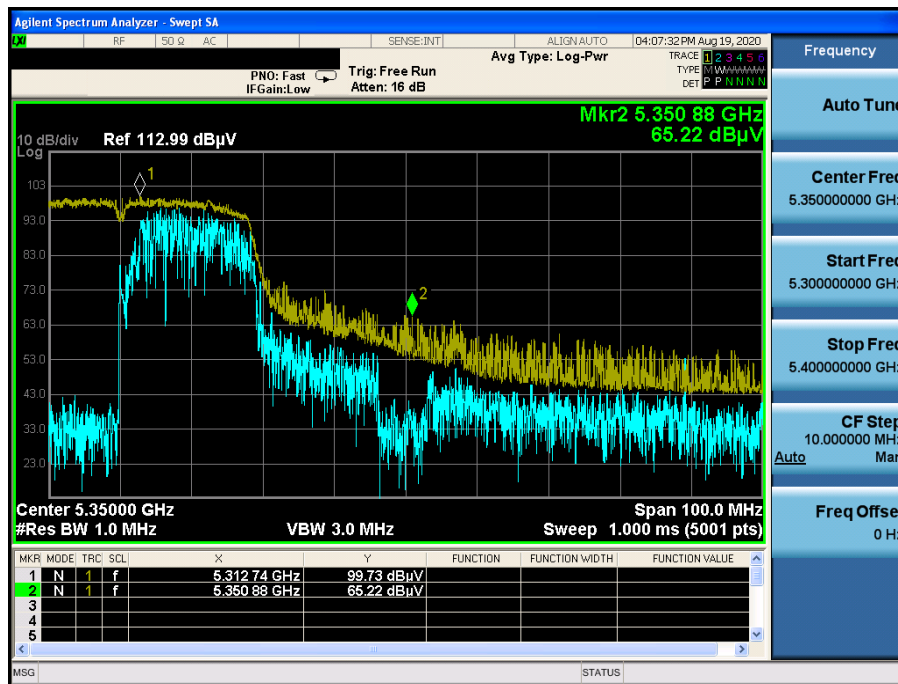 Agilent Spectrum Analyzer - Swept SA
LXI RF 50 Ω AC SENSE:INT ALIGN AUTO 04:07:32 PM Aug 19, 2020
Frequency
Avg Type: Log-Pwr
TRACE 1 2 3 4 5 6
PNO: Fast Trig: Free Run
TYPE M WWWWW
IFGain:Low Atten: 16 dB
DET P P N N N N
Auto Tune
Mkr2 5.350 88 GHz
65.22 dBµV
10 dB/div Ref 112.99 dBµV
Log
1
103
93.0
83.0
73.0
2
63.0
53.0
43.0
33.0
23.0
Center Freq
5.350000000 GHz
Start Freq
5.300000000 GHz
Stop Freq
5.400000000 GHz
CF Step
10.000000 MHz
Auto Man
Freq Offset
0 Hz
Center 5.35000 GHz Span 100.0 MHz
#Res BW 1.0 MHz VBW 3.0 MHz Sweep 1.000 ms (5001 pts)
MKR MODE TRC SCL X Y FUNCTION FUNCTION WIDTH FUNCTION VALUE
1 N 1 f 5.312 74 GHz 99.73 dBµV
2 N 1 f 5.350 88 GHz 65.22 dBµV
3
4
5
MSG STATUS